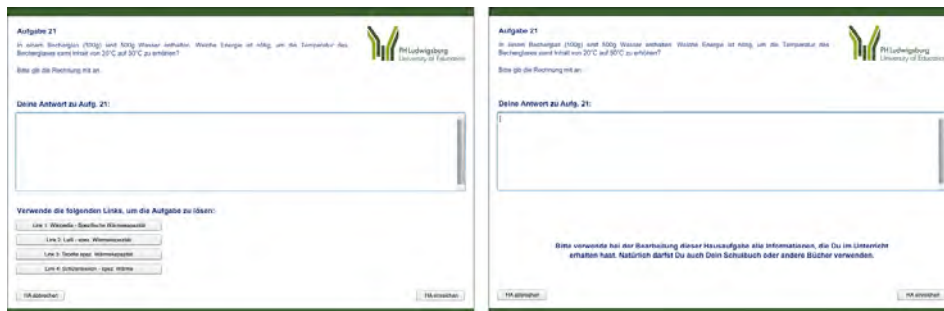 Aufgabe 21
In einem Becherglas (100g) sind 500g Wasser enthalten. Welche Energie ist nötig, um die Temperatur des
Becherglases samt Inhalt von 20°C auf 50°C zu erhöhen?
Bitte gib die Rechnung mit an.
PH Ludwigsburg
University of Education
Deine Antwort zu Aufg. 21:
Verwende die folgenden Links, um die Aufgabe zu lösen:
Link 1: Wikipedia - Spezifische Wärmekapazität
Link 2: LEIFI - spez. Wärmekapazität
Link 3: Tabelle spez. Wärmekapazität
Link 4: Schülerlexikon - spez. Wärme
HA abbrechen
HA einreichen
Aufgabe 21
In einem Becherglas (100g) sind 500g Wasser enthalten. Welche Energie ist nötig, um die Temperatur des
Becherglases samt Inhalt von 20°C auf 50°C zu erhöhen?
Bitte gib die Rechnung mit an.
PH Ludwigsburg
University of Education
Deine Antwort zu Aufg. 21:
Bitte verwende bei der Bearbeitung dieser Hausaufgabe alle Informationen, die Du im Unterricht
erhalten hast. Natürlich darfst Du auch Dein Schulbuch oder andere Bücher verwenden.
HA abbrechen
HA einreichen